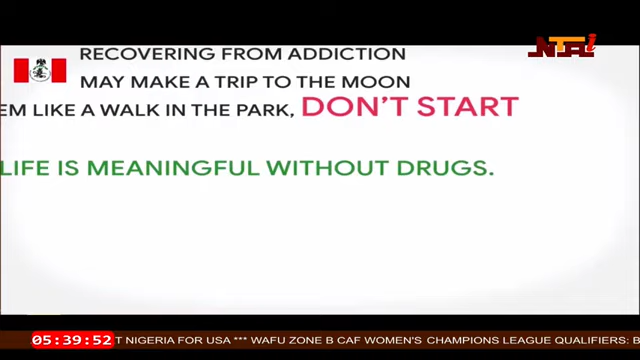 NTAi
RECOVERING FROM ADDICTION
MAY MAKE A TRIP TO THE MOON
EM LIKE A WALK IN THE PARK, DON'T START
LIFE IS MEANINGFUL WITHOUT DRUGS.
05:39:52 T NIGERIA FOR USA *** WAFU ZONE B CAF WOMEN'S CHAMPIONS LEAGUE QUALIFIERS: B